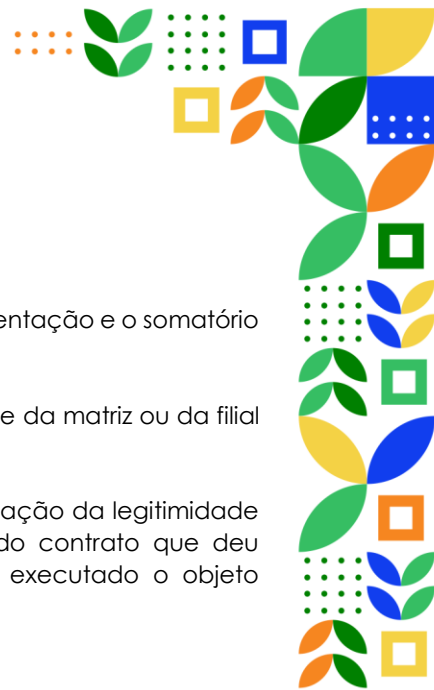 entação e o somatório
e da matriz ou da filial
ação da legitimidade
do contrato que deu
executado o objeto